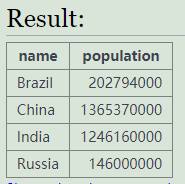 Result:
name population
Brazil 202794000
China 1365370000
India 1246160000
Russia 146000000